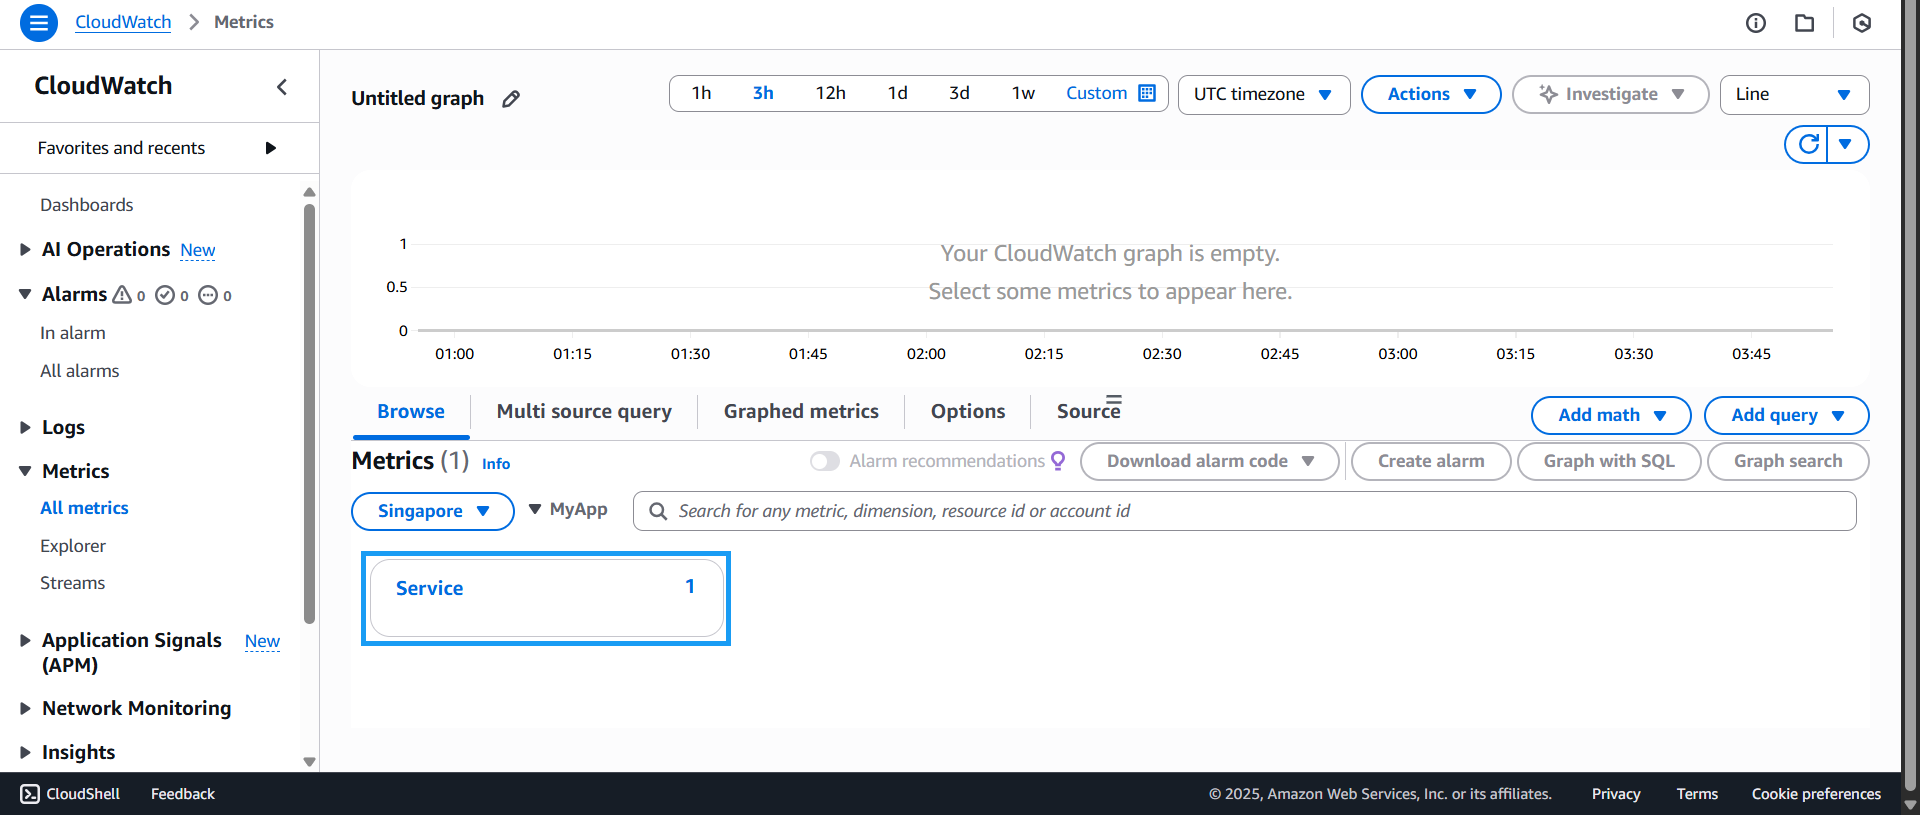 CloudWatch > Metrics
CloudWatch
Favorites and recents
Dashboards
AI Operations New
Alarms 0 0 0
In alarm
All alarms
Logs
Metrics
All metrics
Explorer
Streams
Application Signals New
(APM)
Network Monitoring
Insights
Untitled graph
1h 3h 12h 1d 3d 1w Custom
UTC timezone
Actions
Investigate
Line
1
0.5
0
Your CloudWatch graph is empty.
Select some metrics to appear here.
01:00 01:15 01:30 01:45 02:00 02:15 02:30 02:45 03:00 03:15 03:30 03:45
Browse Multi source query Graphed metrics Options Source
Add math Add query
Metrics (1) Info
Alarm recommendations Download alarm code Create alarm Graph with SQL Graph search
Singapore MyApp Search for any metric, dimension, resource id or account id
Service 1
CloudShell Feedback © 2025, Amazon Web Services, Inc. or its affiliates. Privacy Terms Cookie preferences